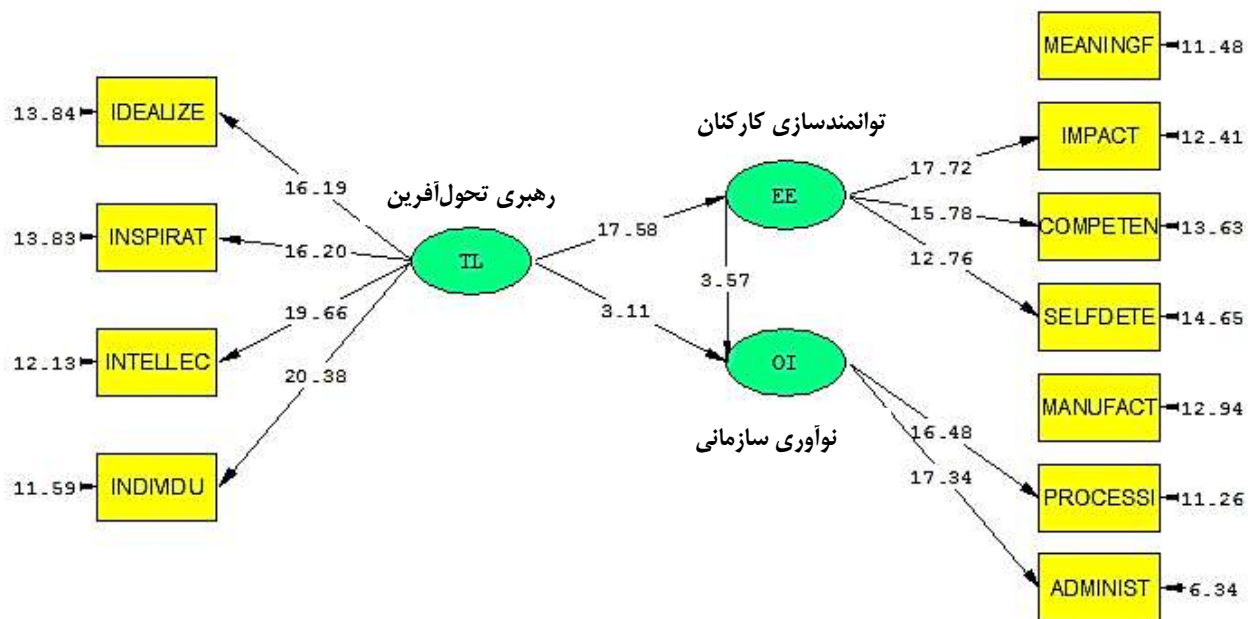 MEANINGF
11.48
IDEALIZE
13.84
IMPACT
12.41
توانمندسازی کارکنان
17.72
EE
16.19
رهبری تحول‌آفرین
15.78
COMPETEN
13.63
INSPIRAT
13.83
16.20
17.58
12.76
TL
3.57
19.66
3.11
SELFDETE
14.65
INTELLEC
12.13
OI
20.38
MANUFACT
12.94
نوآوری سازمانی
16.48
17.34
INDIMDU
11.59
PROCESSI
11.26
ADMINIST
6.34